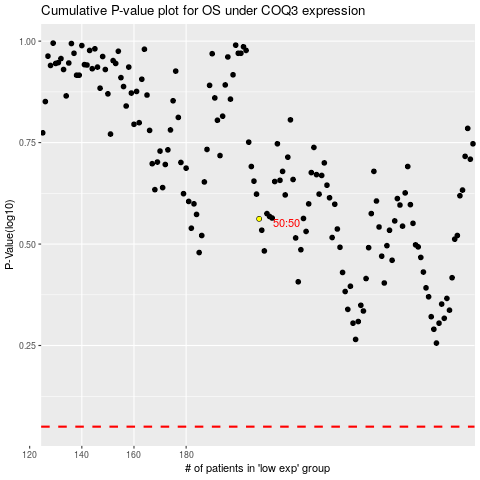 Cumulative P-value plot for OS under COQ3 expression
P-Value(log10)
1.00
0.75
0.50
0.25
50:50
120 140 160 180
# of patients in 'low exp' group